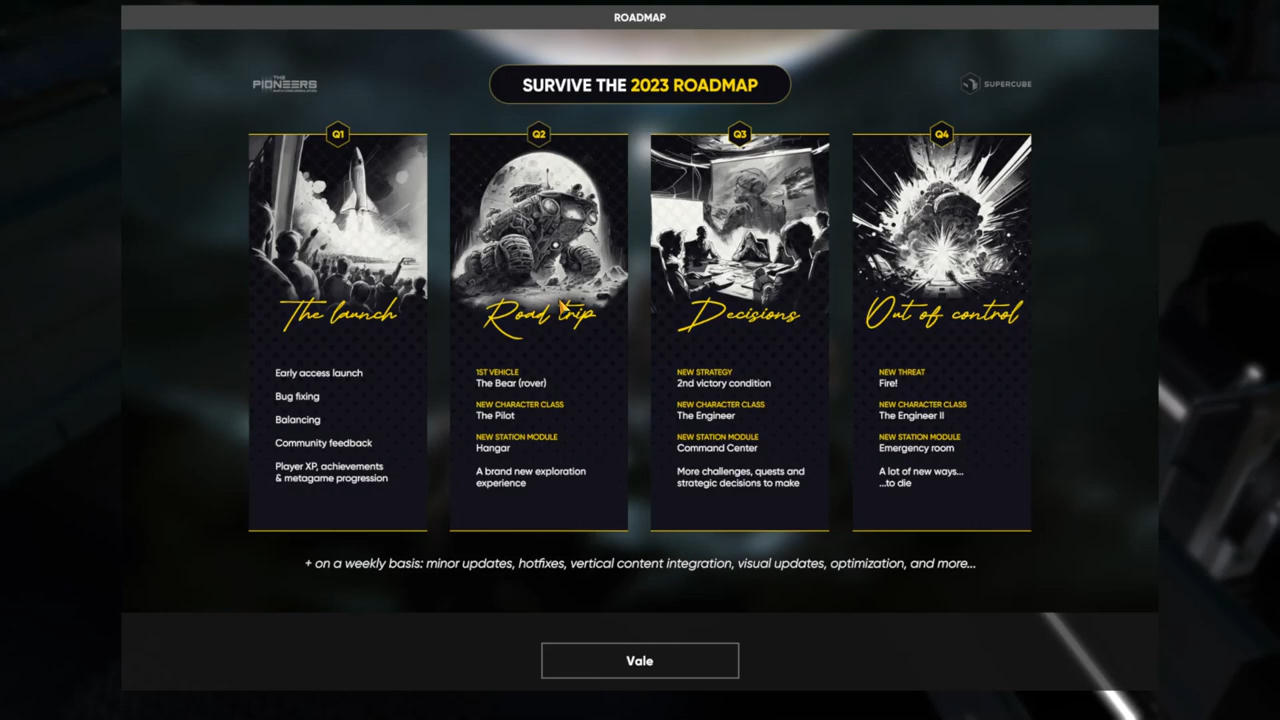 ROADMAP
THE
PIONEERS
SURVIVE THE 2023 ROADMAP
SUPERCUBE
Q1
The launch
Early access launch
Bug fixing
Balancing
Community feedback
Player XP, achievements
& metagame progression
Q2
Road trip
1ST VEHICLE
The Bear (rover)
NEW CHARACTER CLASS
The Pilot
NEW STATION MODULE
Hangar
A brand new exploration
experience
Q3
Decisions
NEW STRATEGY
2nd victory condition
NEW CHARACTER CLASS
The Engineer
NEW STATION MODULE
Command Center
More challenges, quests and
strategic decisions to make
Q4
Out of control
NEW THREAT
Fire!
NEW CHARACTER CLASS
The Engineer II
NEW STATION MODULE
Emergency room
A lot of new ways...
...to die
+ on a weekly basis: minor updates, hotfixes, vertical content integration, visual updates, optimization, and more...
Vale